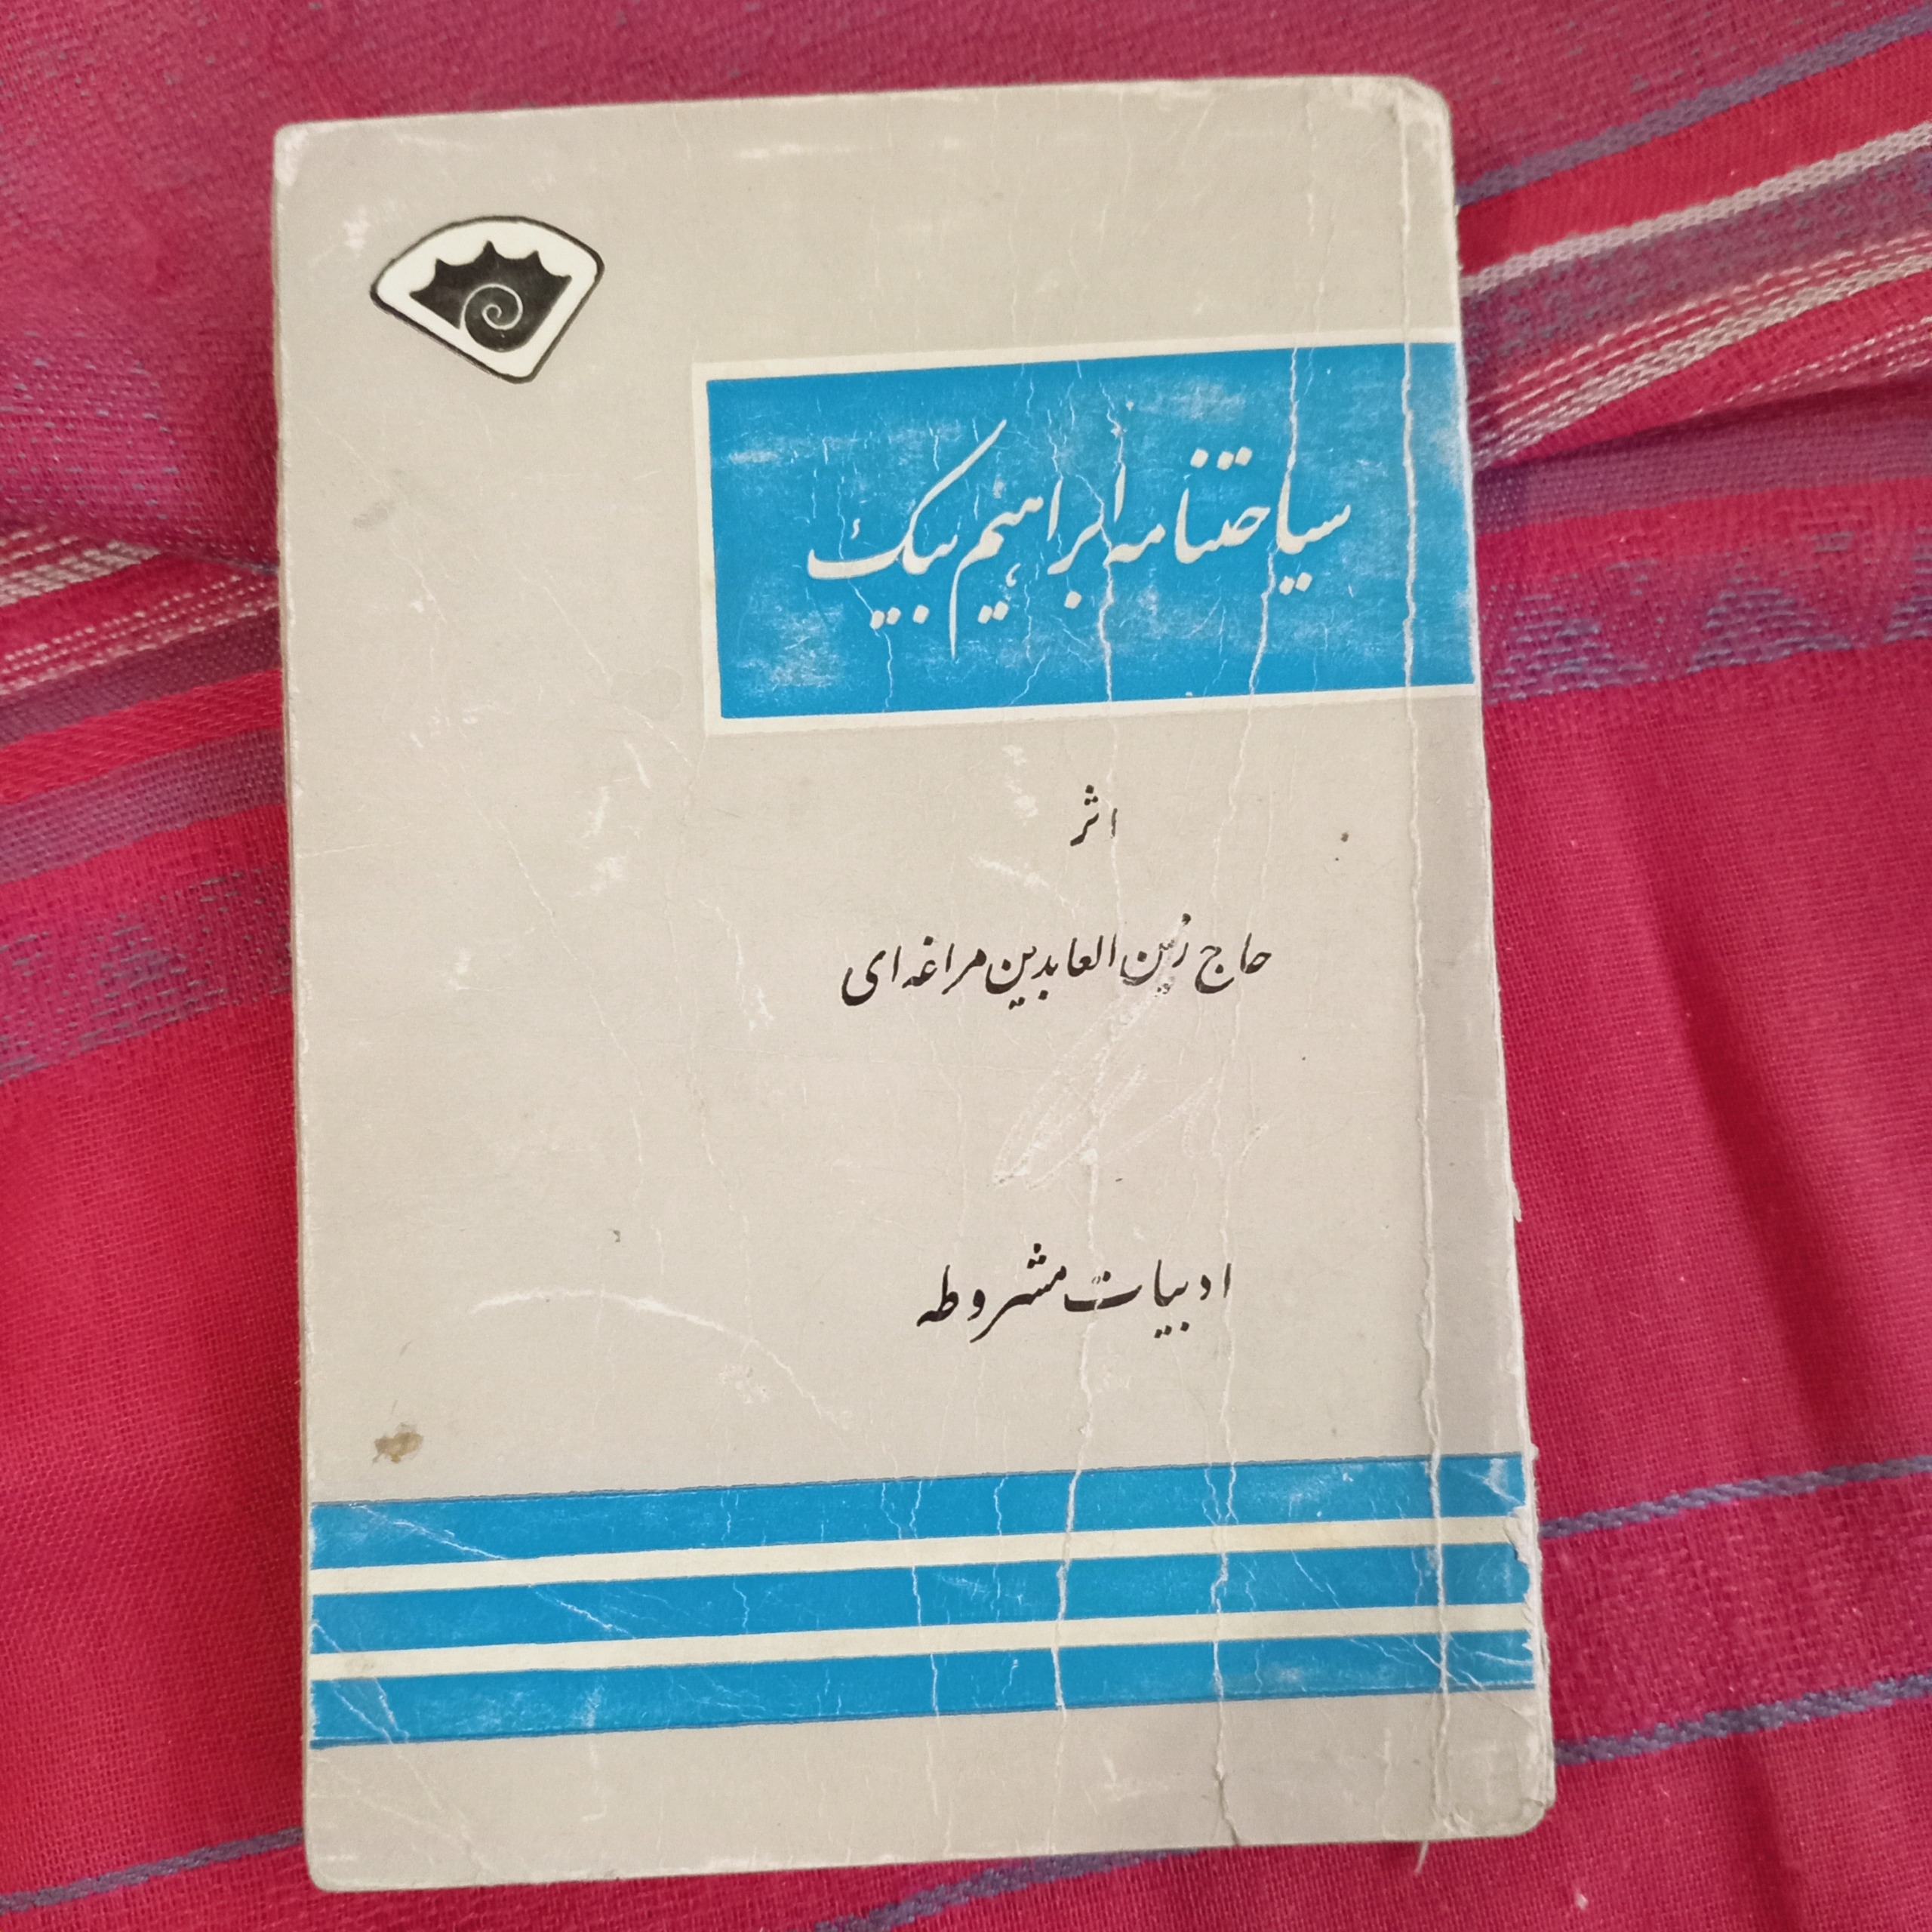 سیاحتنامه ابراهیم بیک
اثر
حاج زین العابدین مراغه ای
ادبیات مشروطه